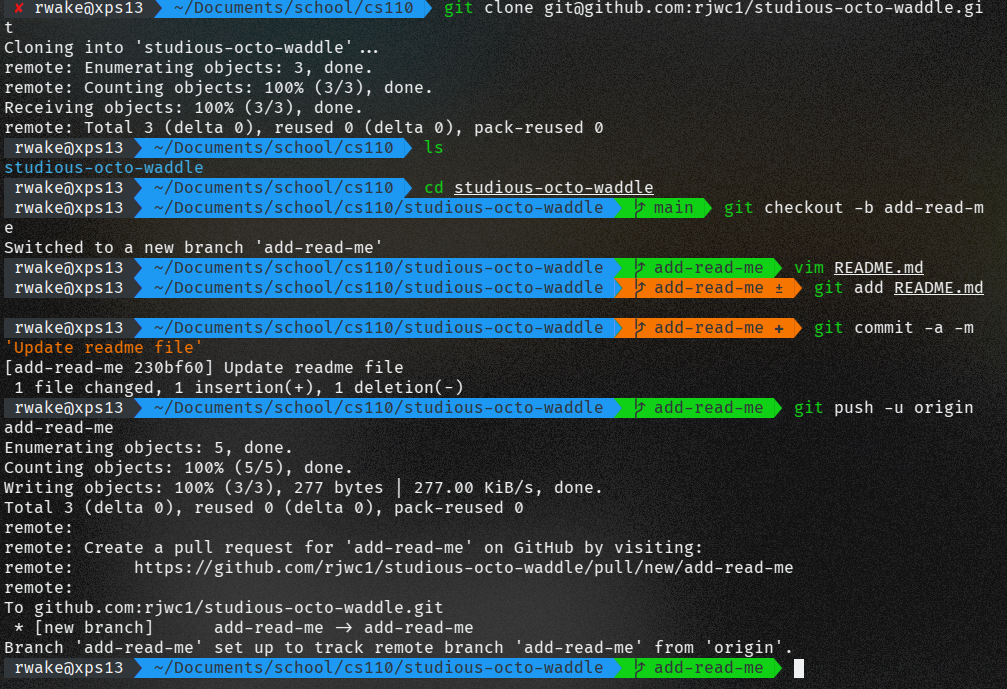 ✘ rwake@xps13 ~/Documents/school/cs110 git clone git@github.com:rjwc1/studious-octo-waddle.gi
t
Cloning into 'studious-octo-waddle'...
remote: Enumerating objects: 3, done.
remote: Counting objects: 100% (3/3), done.
Receiving objects: 100% (3/3), done.
remote: Total 3 (delta 0), reused 0 (delta 0), pack-reused 0
rwake@xps13 ~/Documents/school/cs110 ls
studious-octo-waddle
rwake@xps13 ~/Documents/school/cs110 cd studious-octo-waddle
rwake@xps13 ~/Documents/school/cs110/studious-octo-waddle main git checkout -b add-read-m
e
Switched to a new branch 'add-read-me'
rwake@xps13 ~/Documents/school/cs110/studious-octo-waddle add-read-me vim README.md
rwake@xps13 ~/Documents/school/cs110/studious-octo-waddle add-read-me ± git add README.md
rwake@xps13 ~/Documents/school/cs110/studious-octo-waddle add-read-me + git commit -a -m
'Update readme file'
[add-read-me 230bf60] Update readme file
1 file changed, 1 insertion(+), 1 deletion(-)
rwake@xps13 ~/Documents/school/cs110/studious-octo-waddle add-read-me git push -u origin
add-read-me
Enumerating objects: 5, done.
Counting objects: 100% (5/5), done.
Writing objects: 100% (3/3), 277 bytes | 277.00 KiB/s, done.
Total 3 (delta 0), reused 0 (delta 0), pack-reused 0
remote:
remote: Create a pull request for 'add-read-me' on GitHub by visiting:
remote: https://github.com/rjwc1/studious-octo-waddle/pull/new/add-read-me
remote:
To github.com:rjwc1/studious-octo-waddle.git
* [new branch] add-read-me -> add-read-me
Branch 'add-read-me' set up to track remote branch 'add-read-me' from 'origin'.
rwake@xps13 ~/Documents/school/cs110/studious-octo-waddle add-read-me